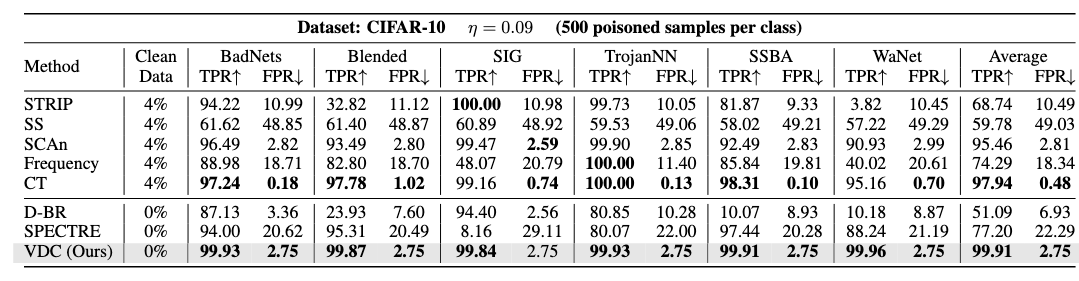 Dataset: CIFAR-10 η = 0.09 (500 poisoned samples per class)
Method Clean Data BadNets Blended SIG TrojanNN SSBA WaNet Average
TPR↑ FPR↓ TPR↑ FPR↓ TPR↑ FPR↓ TPR↑ FPR↓ TPR↑ FPR↓ TPR↑ FPR↓ TPR↑ FPR↓
STRIP 4% 94.22 10.99 32.82 11.12 100.00 10.98 99.73 10.05 81.87 9.33 3.82 10.45 68.74 10.49
SS 4% 61.62 48.85 61.40 48.87 60.89 48.92 59.53 49.06 58.02 49.21 57.22 49.29 59.78 49.03
SCAn 4% 96.49 2.82 93.49 2.80 99.47 2.59 99.90 2.85 92.49 2.83 90.93 2.99 95.46 2.81
Frequency 4% 88.98 18.71 82.80 18.70 48.07 20.79 100.00 11.40 85.84 19.81 40.02 20.61 74.29 18.34
CT 4% 97.24 0.18 97.78 1.02 99.16 0.74 100.00 0.13 98.31 0.10 95.16 0.70 97.94 0.48
D-BR 0% 87.13 3.36 23.93 7.60 94.40 2.56 80.85 10.28 10.07 8.93 10.18 8.87 51.09 6.93
SPECTRE 0% 94.00 20.62 95.31 20.49 8.16 29.11 80.07 22.00 97.44 20.28 88.24 21.19 77.20 22.29
VDC (Ours) 0% 99.93 2.75 99.87 2.75 99.84 2.75 99.93 2.75 99.91 2.75 99.96 2.75 99.91 2.75